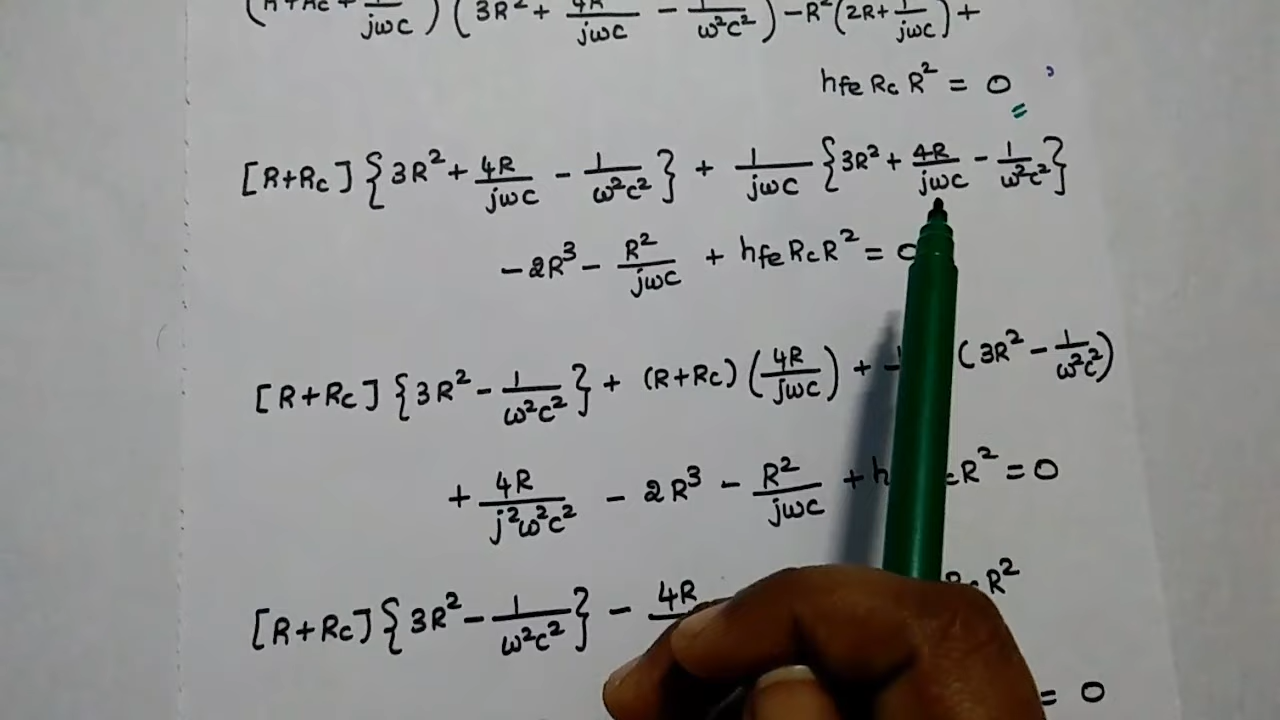 (R+Rc+1/jωc)(3R²+4R/jωc − 1/ω²c²) −R²(2R+1/jωc)+
hfe Rc R² = 0
[R+Rc]{3R²+4R/jωc − 1/ω²c²} + 1/jωc {3R²+4R/jωc − 1/ω²c²}
−2R³ − R²/jωc + hfe Rc R² = 0
[R+Rc]{3R² − 1/ω²c²} + (R+Rc)(4R/jωc) + (3R² − 1/ω²c²)
+ 4R/j²ω²c² − 2R³ − R²/jωc + h R² = 0
[R+Rc]{3R² − 1/ω²c²} − 4R R²
= 0